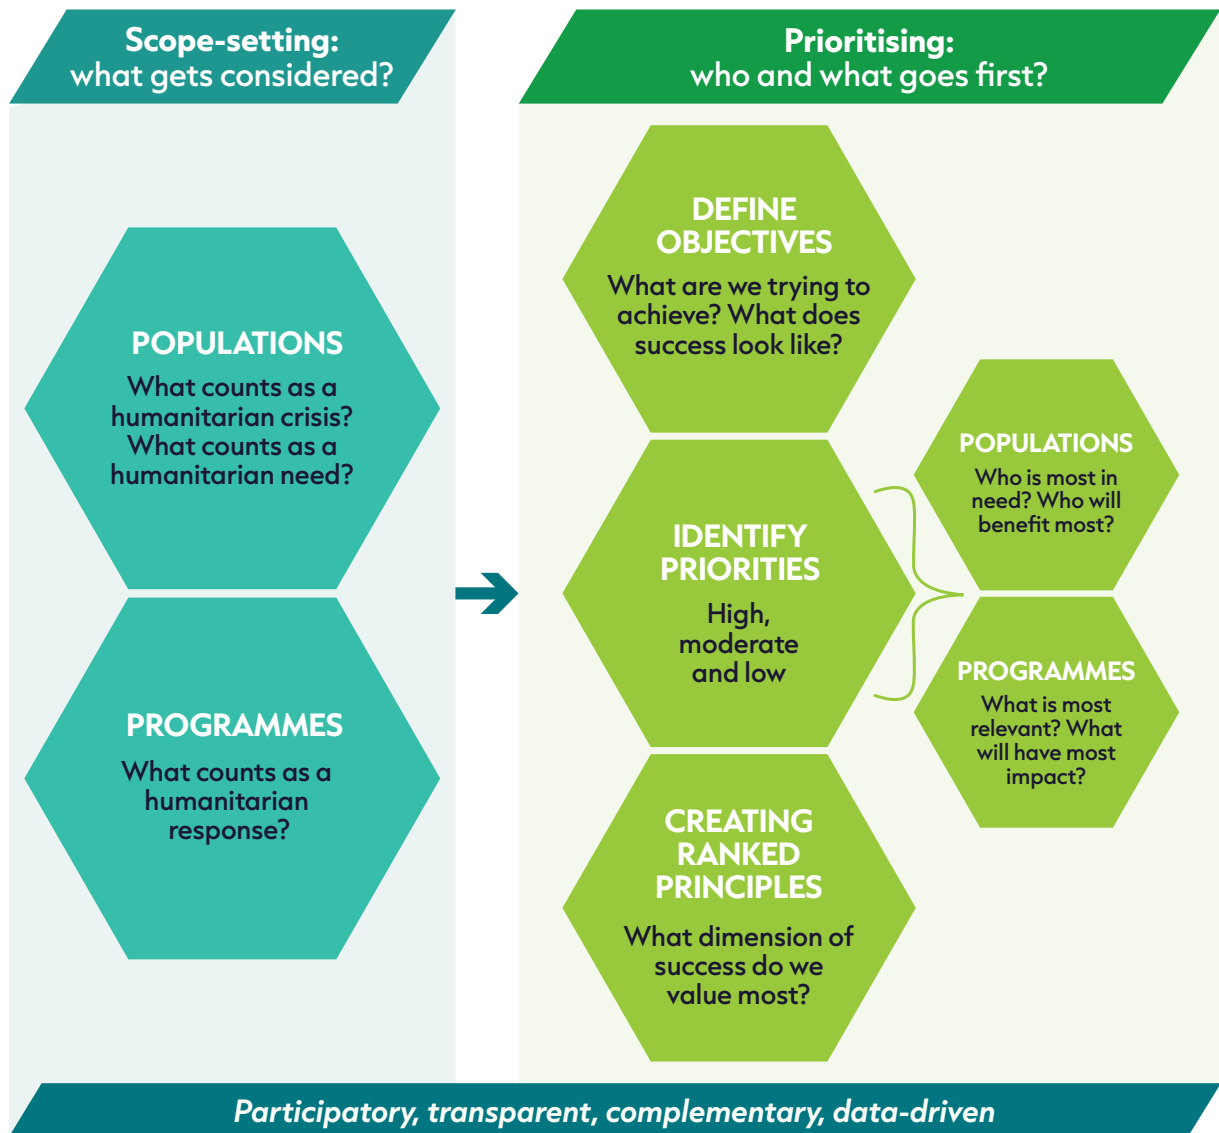 Scope-setting:
what gets considered?
POPULATIONS
What counts as a
humanitarian crisis?
What counts as a
humanitarian need?
PROGRAMMES
What counts as a
humanitarian
response?
Prioritising:
who and what goes first?
DEFINE
OBJECTIVES
What are we trying to
achieve? What does
success look like?
IDENTIFY
PRIORITIES
High,
moderate
and low
POPULATIONS
Who is most in
need? Who will
benefit most?
PROGRAMMES
What is most
relevant? What
will have most
impact?
CREATING
RANKED
PRINCIPLES
What dimension of
success do we
value most?
Participatory, transparent, complementary, data-driven